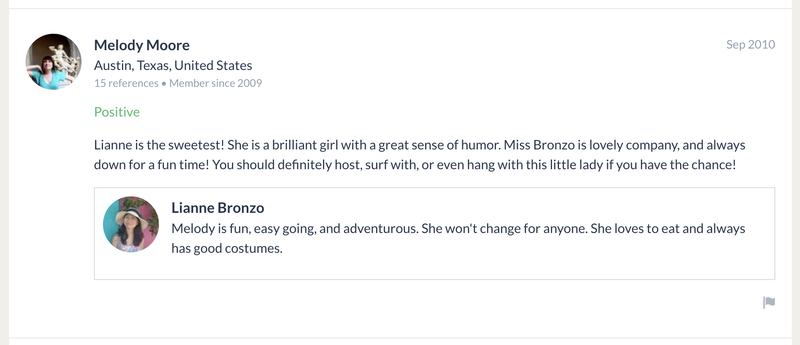 Melody Moore
Sep 2010
Austin, Texas, United States
15 references • Member since 2009
Positive
Lianne is the sweetest! She is a brilliant girl with a great sense of humor. Miss Bronzo is lovely company, and always
down for a fun time! You should definitely host, surf with, or even hang with this little lady if you have the chance!
Lianne Bronzo
Melody is fun, easy going, and adventurous. She won't change for anyone. She loves to eat and always
has good costumes.